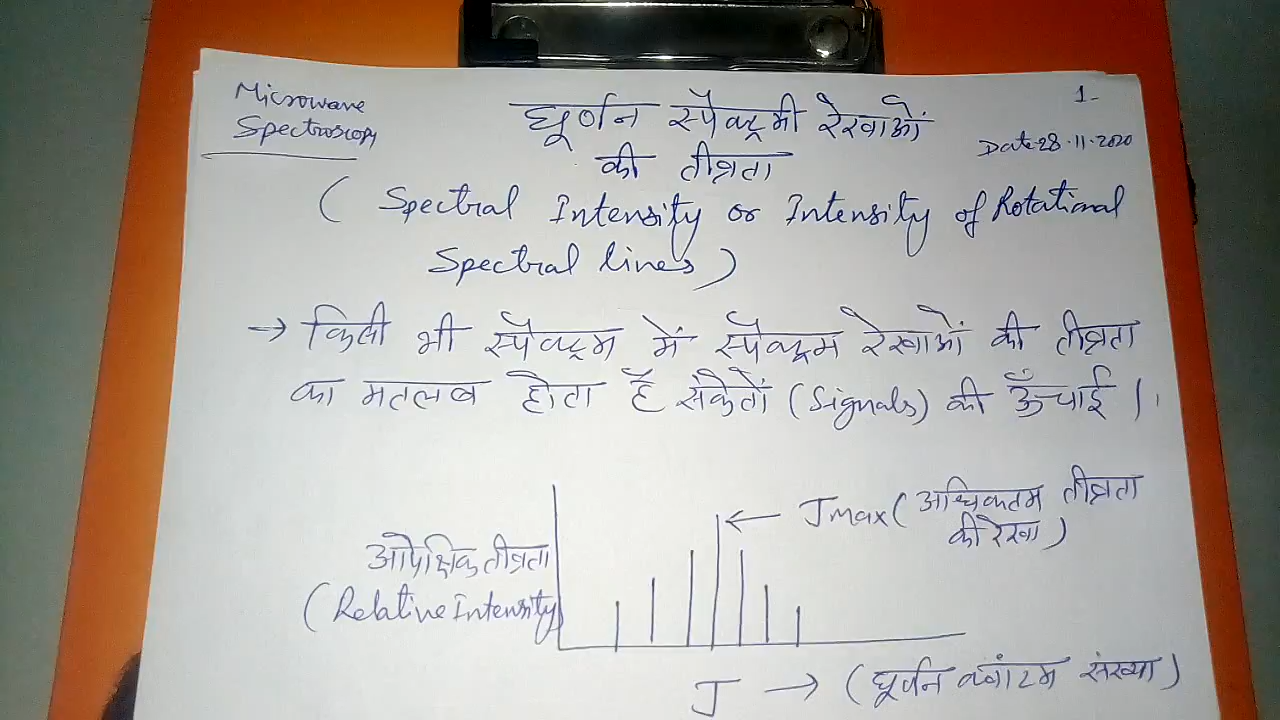 Microwave
Spectroscopy
1-
Date 28.11.2020
घूर्णन स्पैक्ट्रमी रेखाओं
की तीव्रता
( Spectral Intensity or Intensity of Rotational
Spectral lines )
→ किसी भी स्पैक्ट्रम में स्पैक्ट्रम रेखाओं की तीव्रता
का मतलब होता है संकेतों (Signals) की ऊँचाई ।
← Jmax ( अधिकतम तीव्रता
की रेखा )
आपेक्षिक तीव्रता
( Relative Intensity )
J → ( घूर्णन क्वांटम संख्या )